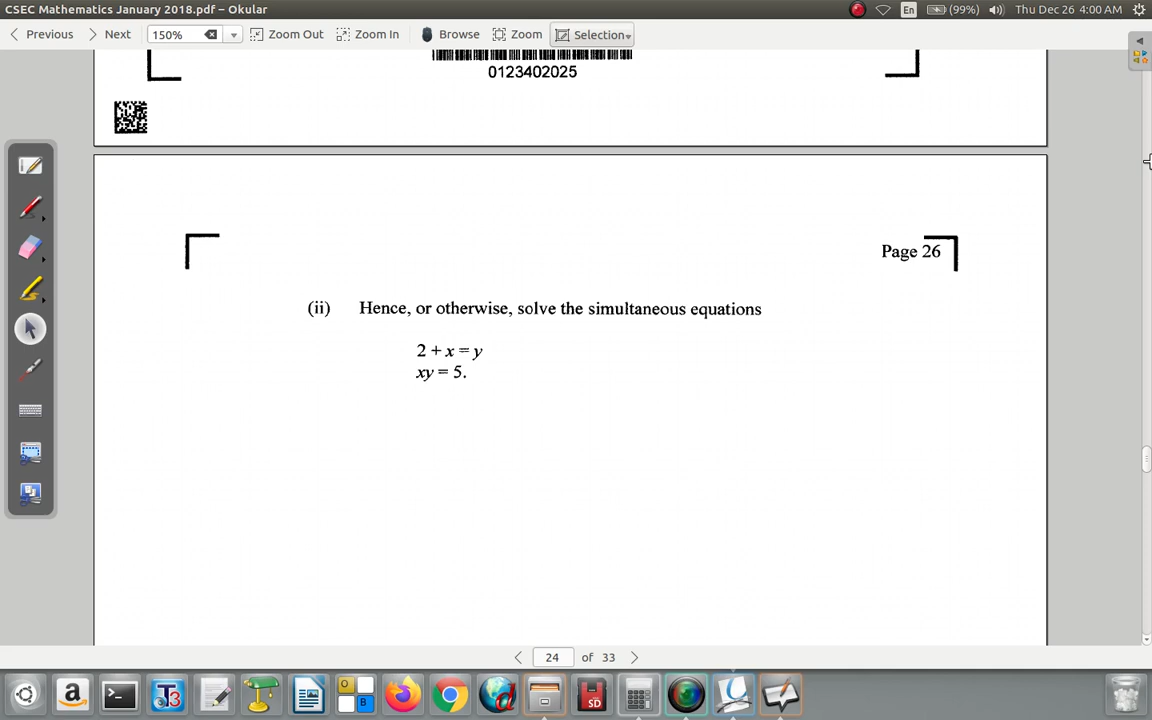 CSEC Mathematics January 2018.pdf – Okular
En (99%) Thu Dec 26 4:00 AM
Previous Next 150% Zoom Out Zoom In Browse Zoom Selection
0123402025
Page 26
(ii) Hence, or otherwise, solve the simultaneous equations
2 + x = y
xy = 5.
24 of 33